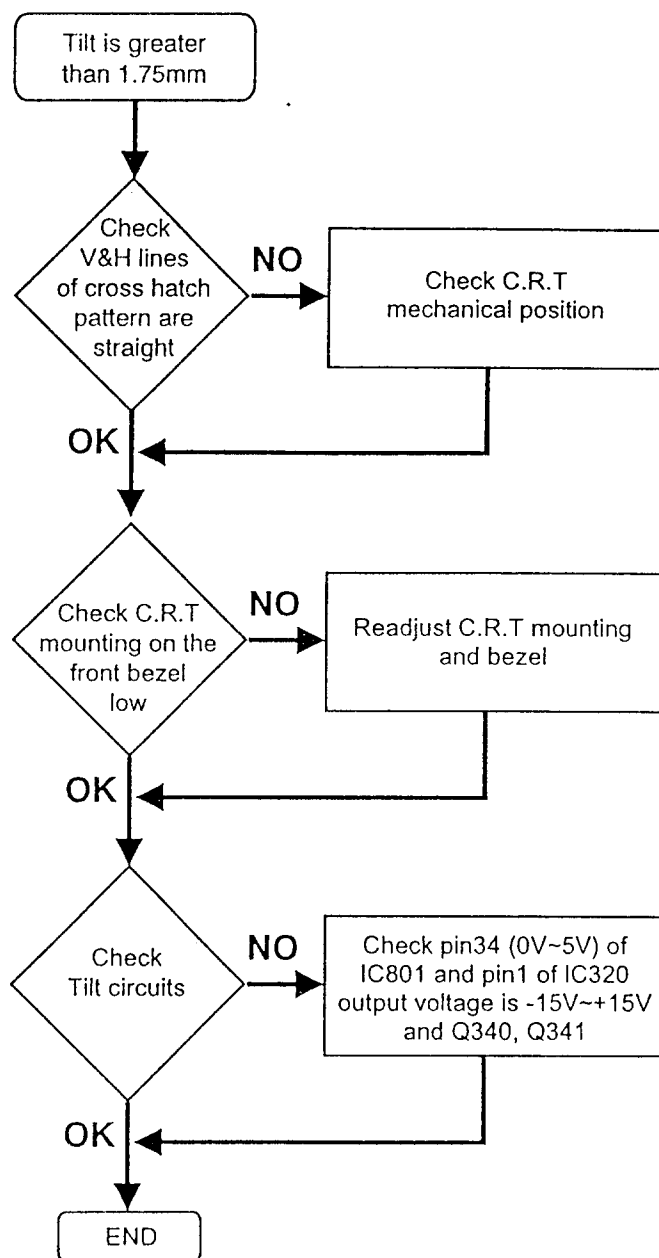 Tilt is greater
than 1.75mm
Check
V&H lines
of cross hatch
pattern are
straight
NO
Check C.R.T
mechanical position
OK
Check C.R.T
mounting on the
front bezel
low
NO
Readjust C.R.T mounting
and bezel
OK
Check
Tilt circuits
NO
Check pin34 (0V~5V) of
IC801 and pin1 of IC320
output voltage is -15V~+15V
and Q340, Q341
OK
END